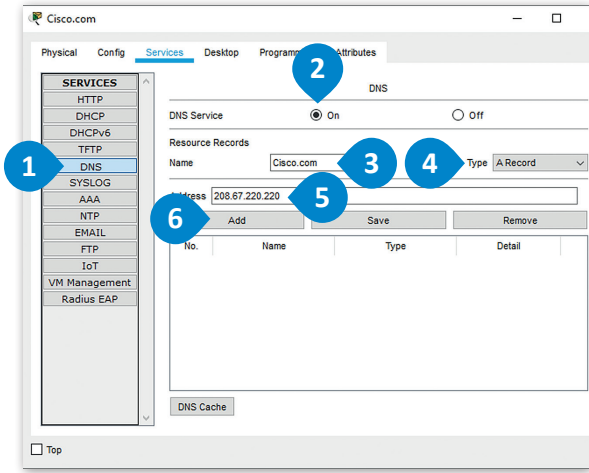 Cisco.com
Physical Config Services Desktop Attributes
2
SERVICES
HTTP
DHCP
DHCPv6
TFTP
DNS
SYSLOG
AAA
NTP
EMAIL
FTP
IoT
VM Management
Radius EAP
1
DNS
DNS Service On Off
Resource Records
Name Cisco.com 3 4 Type A Record
208.67.220.220 5
6 Add Save Remove
No. Name Type Detail
DNS Cache
Top